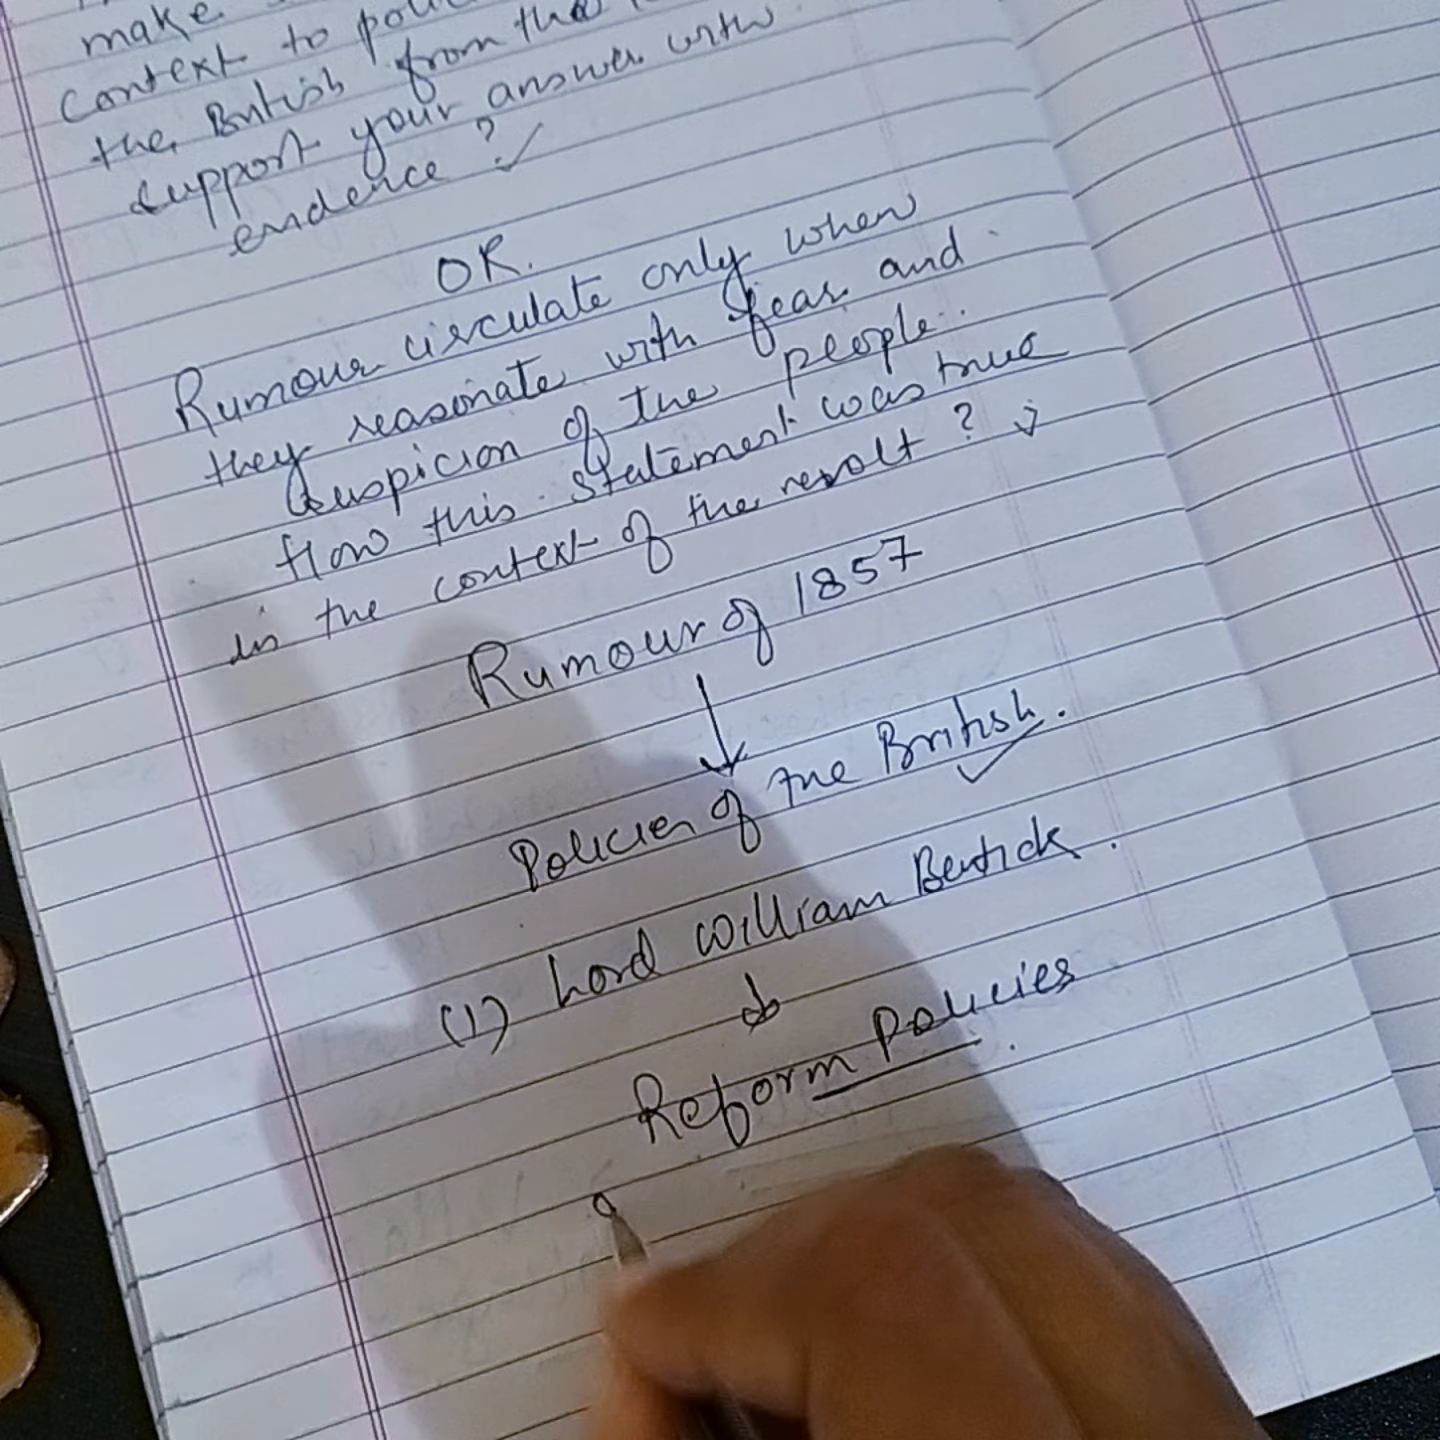 make
context to
the British from the
support your answer with
evidence ?
OR.
Rumour circulate only when
they reasonate with fear and
suspicion of the people.
How this statement was true
in the context of the revolt ?
Rumour of 1857
Policies of the British.
(1) Lord William Bentick.
Reform Policies